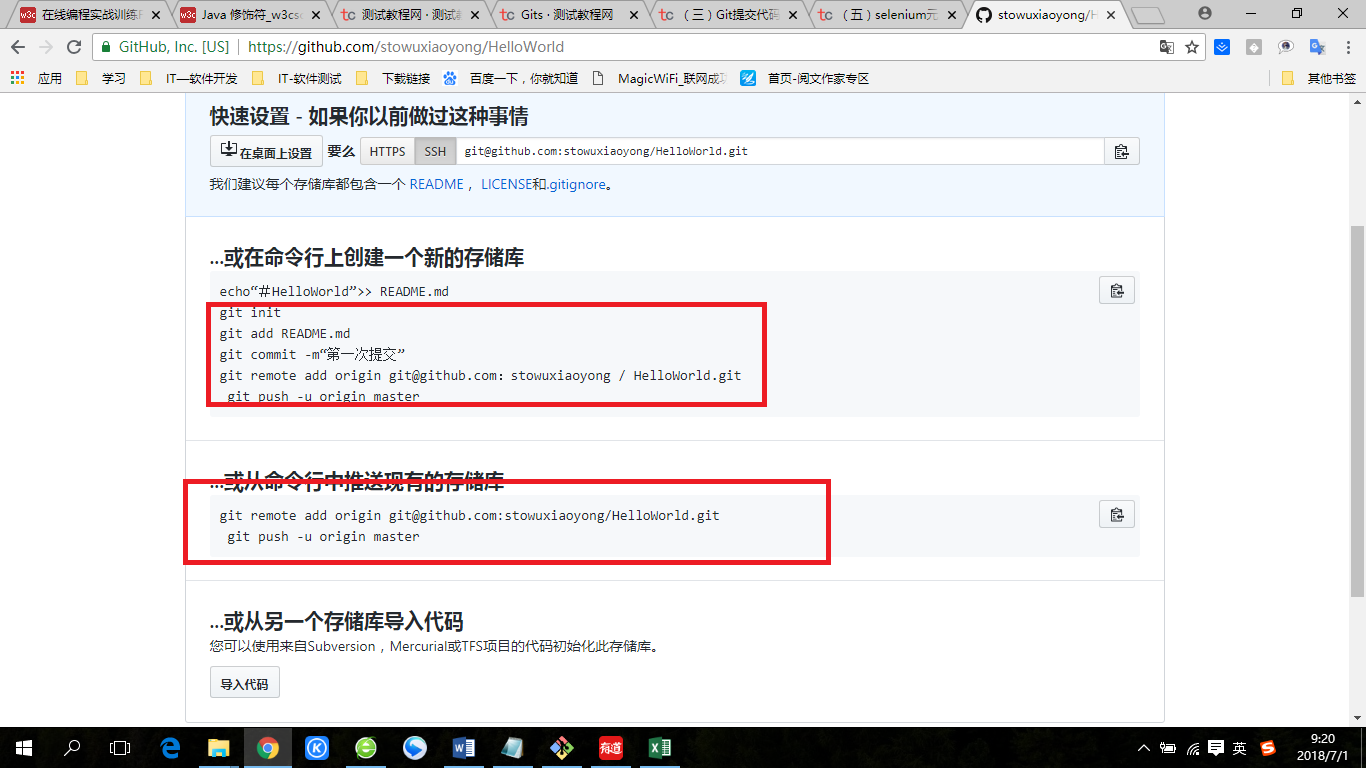 在线编程实战训练
Java 修饰符_w3cs
测试教程网 · 测试
Gits · 测试教程网
（三）Git提交代码
（五）selenium元
stowuxiaoyong/H
GitHub, Inc. [US]
https://github.com/stowuxiaoyong/HelloWorld
应用
学习
IT—软件开发
IT-软件测试
下载链接
百度一下，你就知道
MagicWiFi_联网成功
首页-阅文作家专区
其他书签
快速设置 - 如果你以前做过这种事情
在桌面上设置 要么 HTTPS SSH git@github.com:stowuxiaoyong/HelloWorld.git
我们建议每个存储库都包含一个 README ， LICENSE和.gitignore。
...或在命令行上创建一个新的存储库
echo“＃HelloWorld”>> README.md
git init
git add README.md
git commit -m“第一次提交”
git remote add origin git@github.com：stowuxiaoyong / HelloWorld.git
git push -u origin master
...或从命令行中推送现有的存储库
git remote add origin git@github.com:stowuxiaoyong/HelloWorld.git
git push -u origin master
...或从另一个存储库导入代码
您可以使用来自Subversion，Mercurial或TFS项目的代码初始化此存储库。
导入代码
有道
英
9:20
2018/7/1